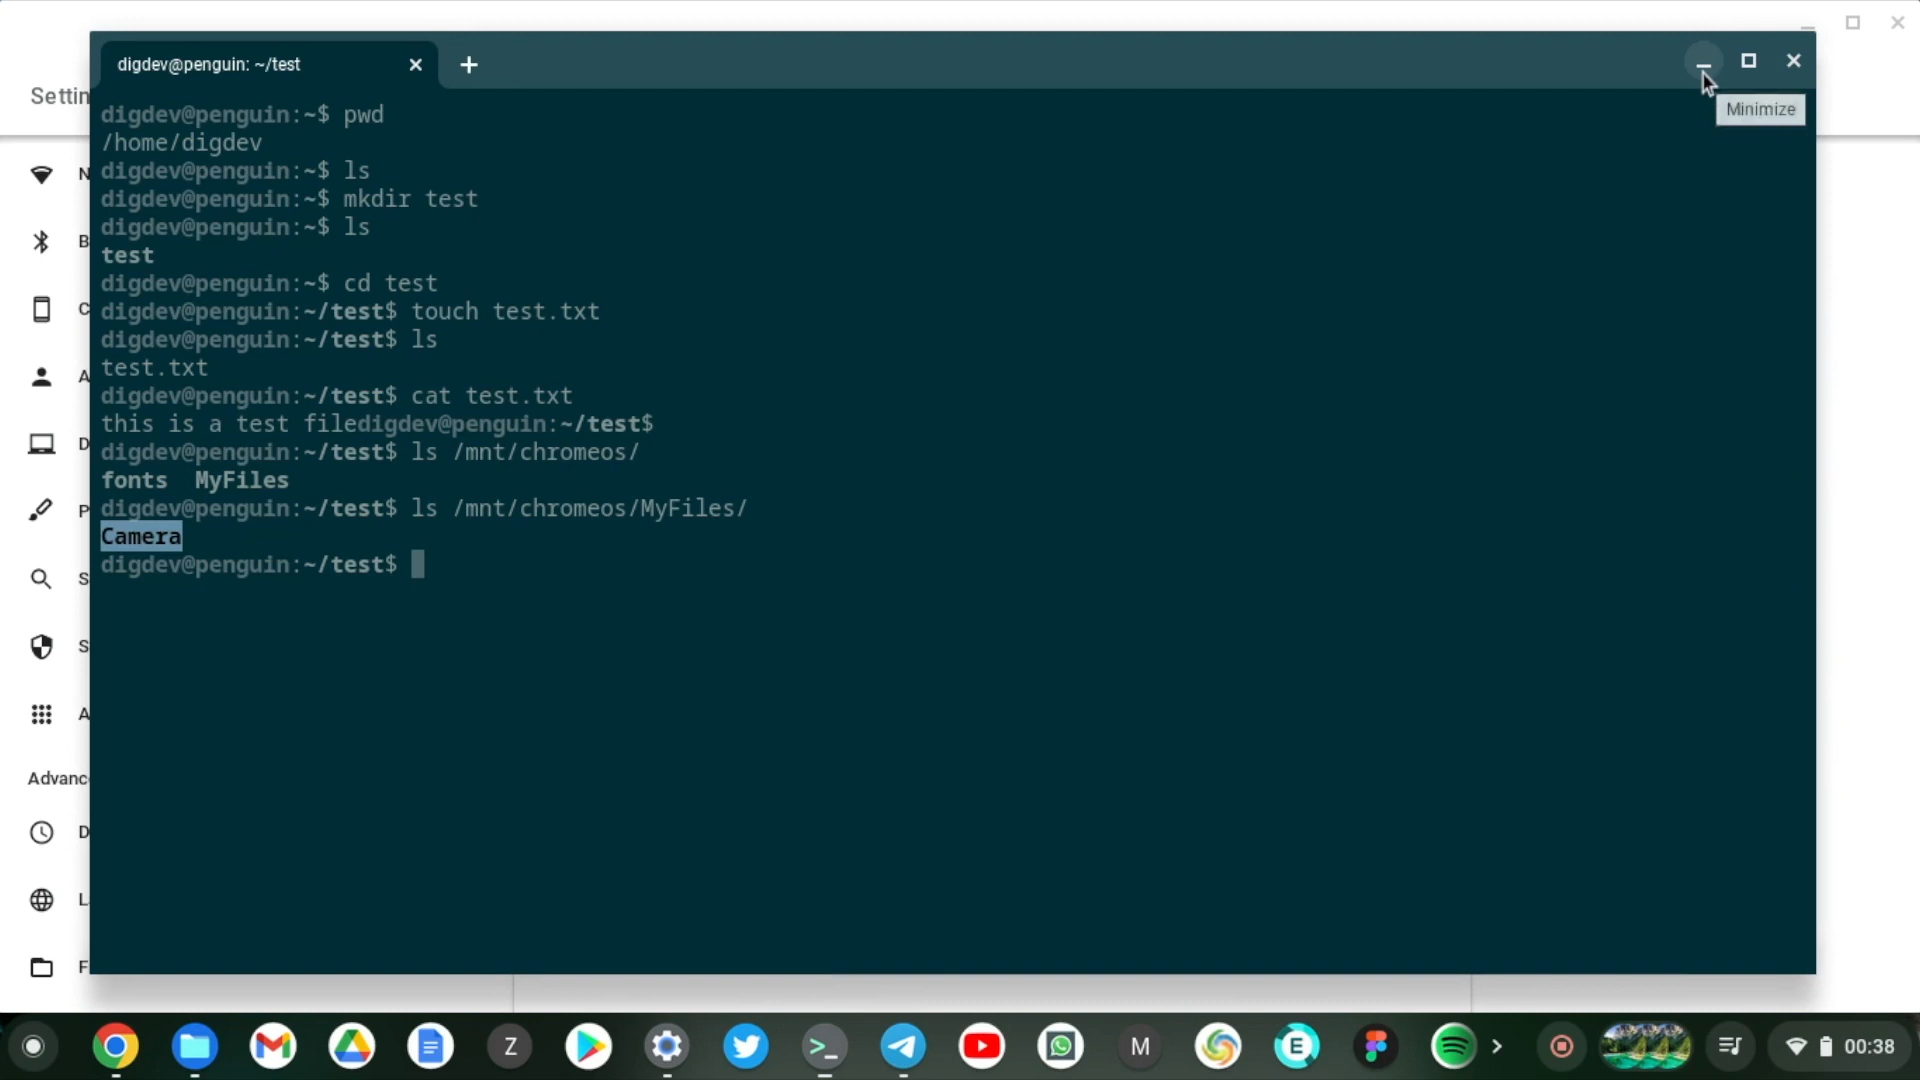 digdev@penguin: ~/test
Minimize
Settin
digdev@penguin:~$ pwd
/home/digdev
digdev@penguin:~$ ls
digdev@penguin:~$ mkdir test
digdev@penguin:~$ ls
test
digdev@penguin:~$ cd test
digdev@penguin:~/test$ touch test.txt
digdev@penguin:~/test$ ls
test.txt
digdev@penguin:~/test$ cat test.txt
this is a test filedigdev@penguin:~/test$
digdev@penguin:~/test$ ls /mnt/chromeos/
fonts  MyFiles
digdev@penguin:~/test$ ls /mnt/chromeos/MyFiles/
Camera
digdev@penguin:~/test$
N
B
C
A
D
P
S
S
A
Advanc
D
L
F
Z
M
E
00:38